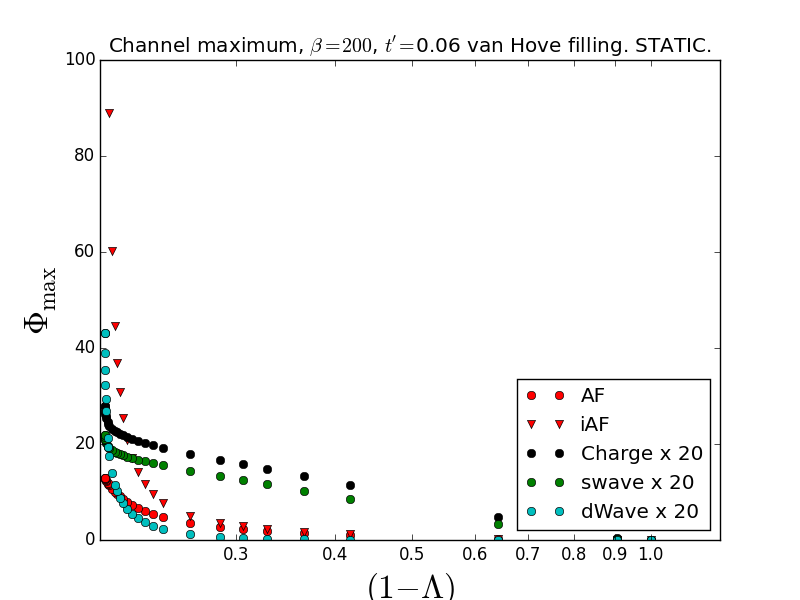 Channel maximum, β=200, t′=0.06 van Hove filling. STATIC.
100
80
60
40
20
0
Φmax
AF
iAF
Charge x 20
swave x 20
dWave x 20
0.3 0.4 0.5 0.6 0.7 0.8 0.9 1.0
(1−Λ)